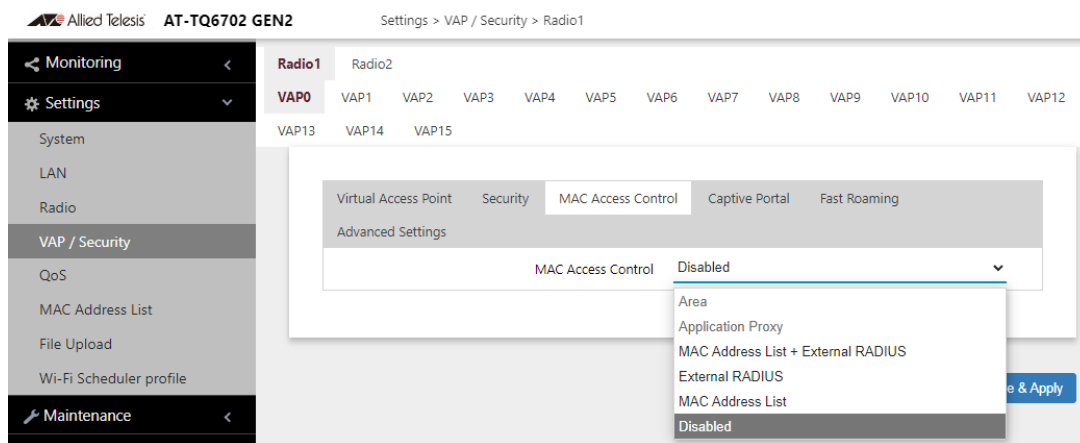 Allied Telesis AT-TQ6702 GEN2 Settings > VAP / Security > Radio1
Monitoring
Settings
System
LAN
Radio
VAP / Security
QoS
MAC Address List
File Upload
Wi-Fi Scheduler profile
Maintenance
Radio1 Radio2
VAP0 VAP1 VAP2 VAP3 VAP4 VAP5 VAP6 VAP7 VAP8 VAP9 VAP10 VAP11 VAP12
VAP13 VAP14 VAP15
Virtual Access Point Security MAC Access Control Captive Portal Fast Roaming
Advanced Settings
MAC Access Control Disabled
Area
Application Proxy
MAC Address List + External RADIUS
External RADIUS
MAC Address List
Disabled
& Apply